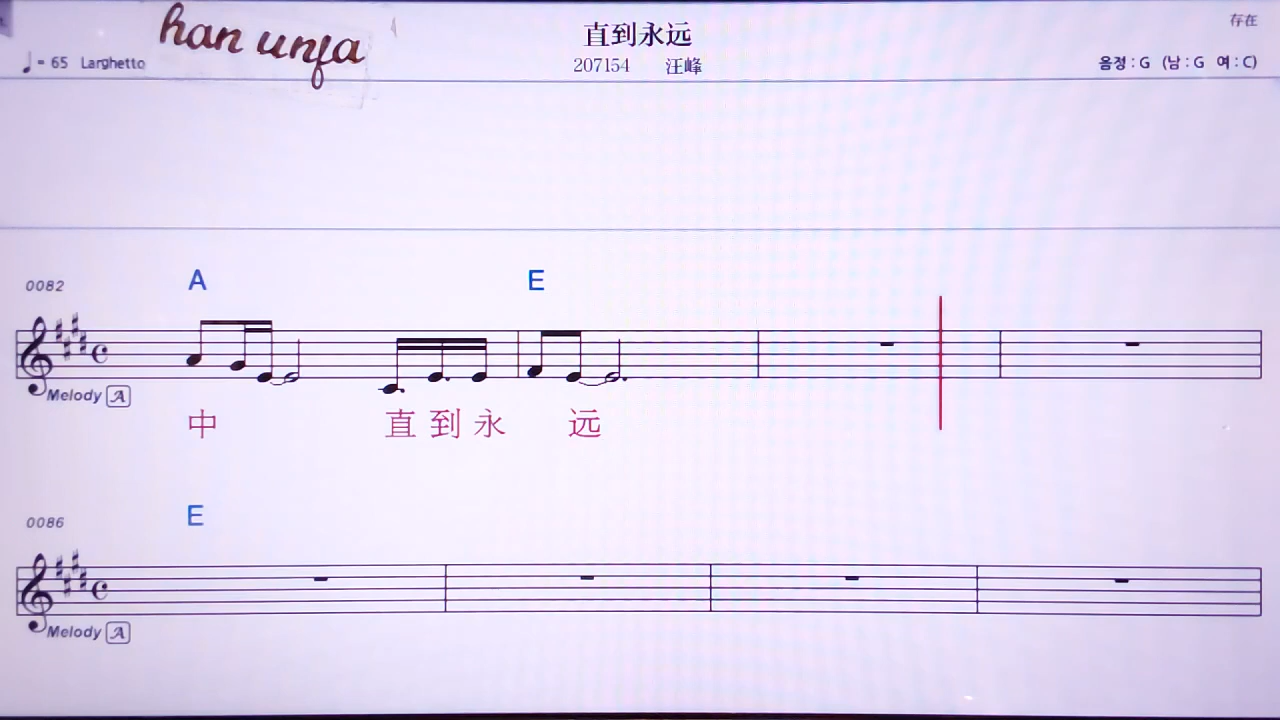 han unfa
直到永远
存在
♩= 65 Larghetto
207154 汪峰
음정 : G (남 : G 여 : C)
0082
A E
Melody A
中 直 到 永 远
0086
E
Melody A